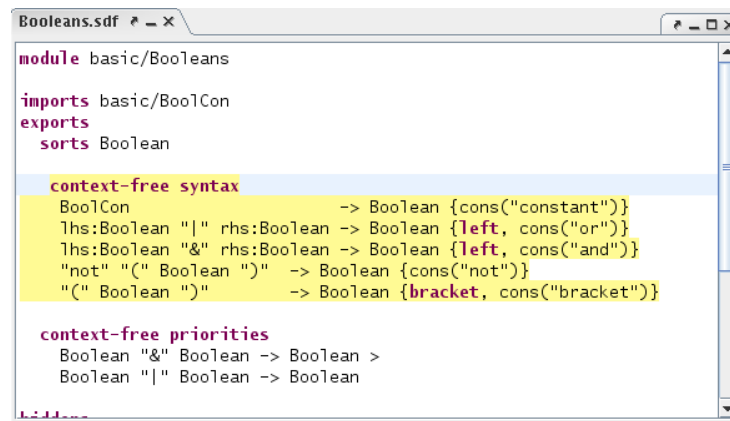 Booleans.sdf
module basic/Booleans
imports basic/BoolCon
exports
sorts Boolean
context-free syntax
BoolCon -> Boolean {cons("constant")}
lhs:Boolean "|" rhs:Boolean -> Boolean {left, cons("or")}
lhs:Boolean "&" rhs:Boolean -> Boolean {left, cons("and")}
"not" "(" Boolean ")" -> Boolean {cons("not")}
"(" Boolean ")" -> Boolean {bracket, cons("bracket")}
context-free priorities
Boolean "&" Boolean -> Boolean >
Boolean "|" Boolean -> Boolean